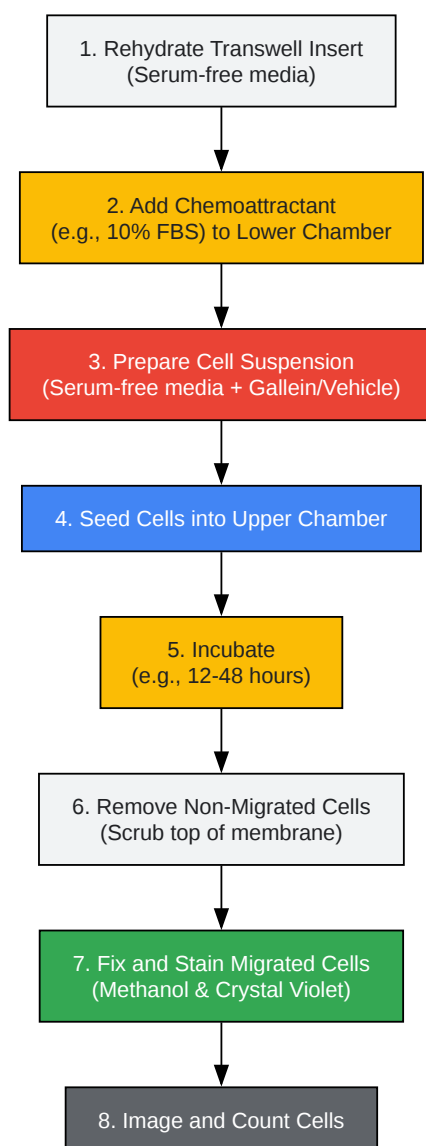 1. Rehydrate Transwell Insert
(Serum-free media)
2. Add Chemoattractant
(e.g., 10% FBS) to Lower Chamber
3. Prepare Cell Suspension
(Serum-free media + Gallein/Vehicle)
4. Seed Cells into Upper Chamber
5. Incubate
(e.g., 12-48 hours)
6. Remove Non-Migrated Cells
(Scrub top of membrane)
7. Fix and Stain Migrated Cells
(Methanol & Crystal Violet)
8. Image and Count Cells